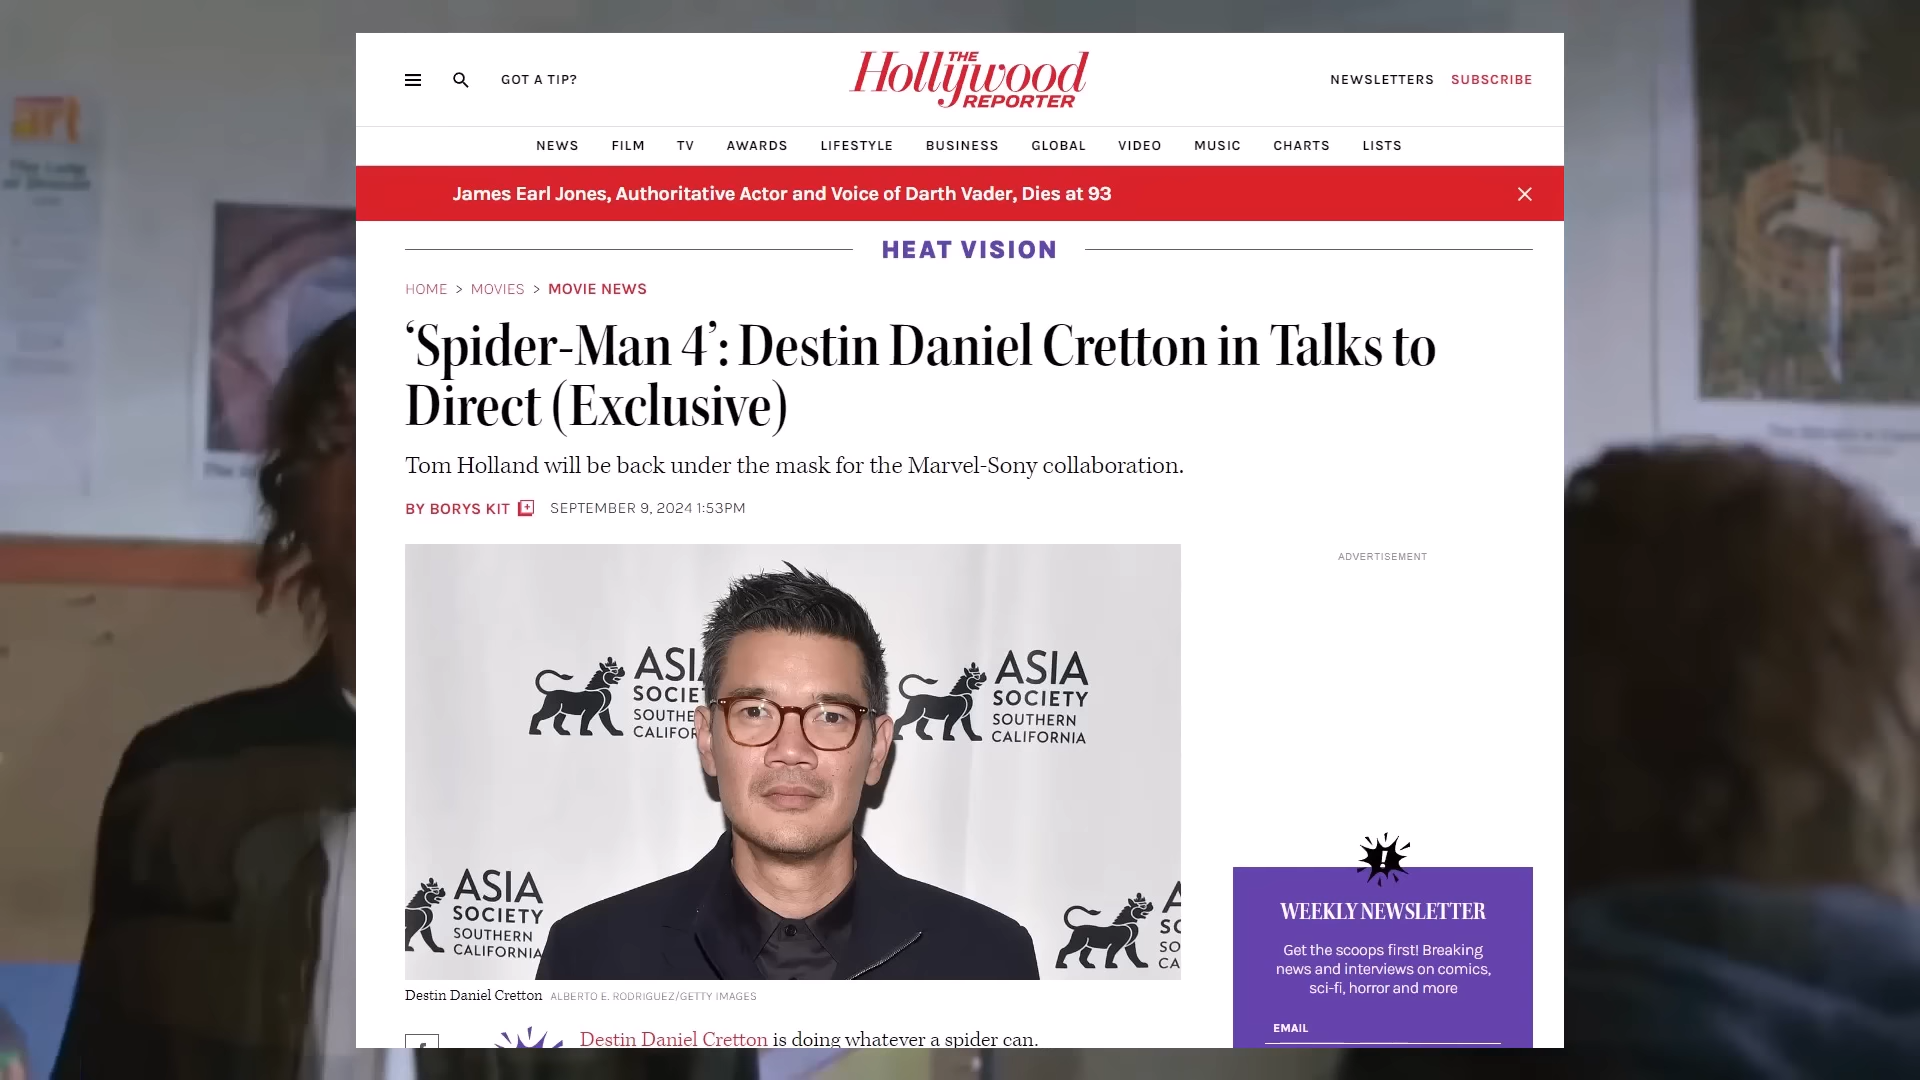 GOT A TIP?
THE
Hollywood
REPORTER
NEWSLETTERS SUBSCRIBE
NEWS FILM TV AWARDS LIFESTYLE BUSINESS GLOBAL VIDEO MUSIC CHARTS LISTS
James Earl Jones, Authoritative Actor and Voice of Darth Vader, Dies at 93
HEAT VISION
HOME > MOVIES > MOVIE NEWS
‘Spider-Man 4’: Destin Daniel Cretton in Talks to
Direct (Exclusive)
Tom Holland will be back under the mask for the Marvel-Sony collaboration.
BY BORYS KIT SEPTEMBER 9, 2024 1:53PM
ADVERTISEMENT
ASIA
SOCIETY
SOUTHERN
CALIFORNIA
ASIA
SOCIETY
SOUTHERN
CALIFORNIA
Destin Daniel Cretton ALBERTO E. RODRIGUEZ/GETTY IMAGES
Destin Daniel Cretton is doing whatever a spider can.
WEEKLY NEWSLETTER
Get the scoops first! Breaking
news and interviews on comics,
sci-fi, horror and more
EMAIL
art